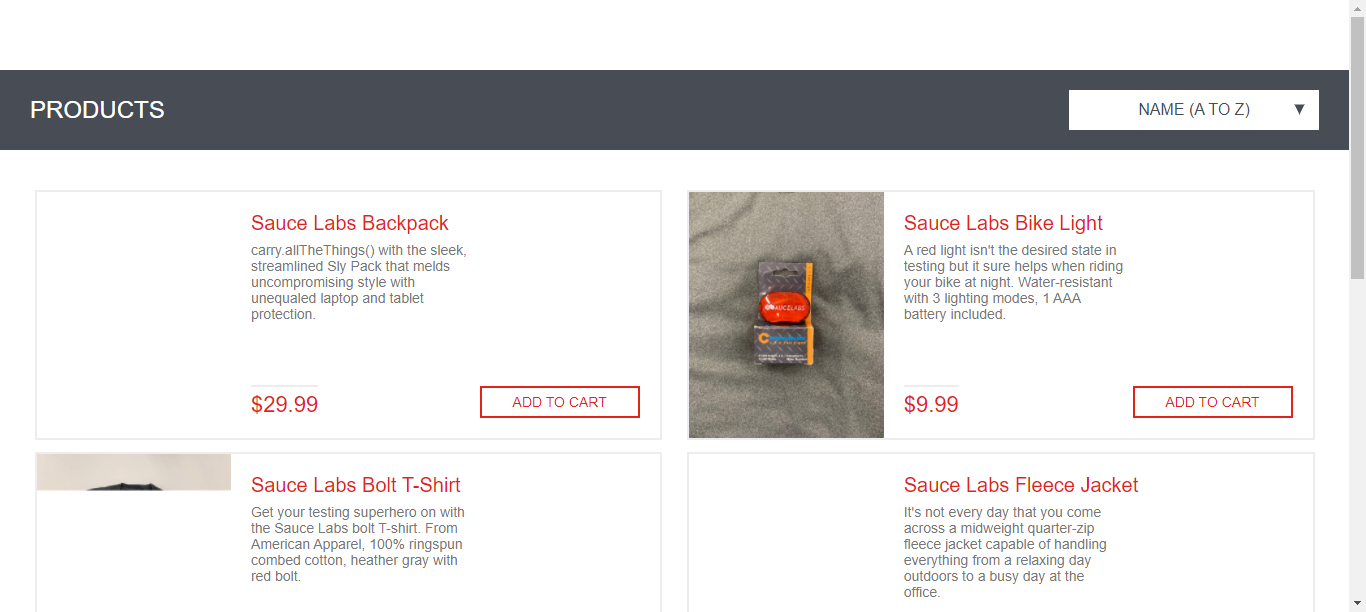 PRODUCTS
NAME (A TO Z)
Sauce Labs Backpack
carry.allTheThings() with the sleek,
streamlined Sly Pack that melds
uncompromising style with
unequaled laptop and tablet
protection.
$29.99
ADD TO CART
Sauce Labs Bike Light
A red light isn't the desired state in
testing but it sure helps when riding
your bike at night. Water-resistant
with 3 lighting modes, 1 AAA
battery included.
$9.99
ADD TO CART
Sauce Labs Bolt T-Shirt
Get your testing superhero on with
the Sauce Labs bolt T-shirt. From
American Apparel, 100% ringspun
combed cotton, heather gray with
red bolt.
Sauce Labs Fleece Jacket
It's not every day that you come
across a midweight quarter-zip
fleece jacket capable of handling
everything from a relaxing day
outdoors to a busy day at the
office.